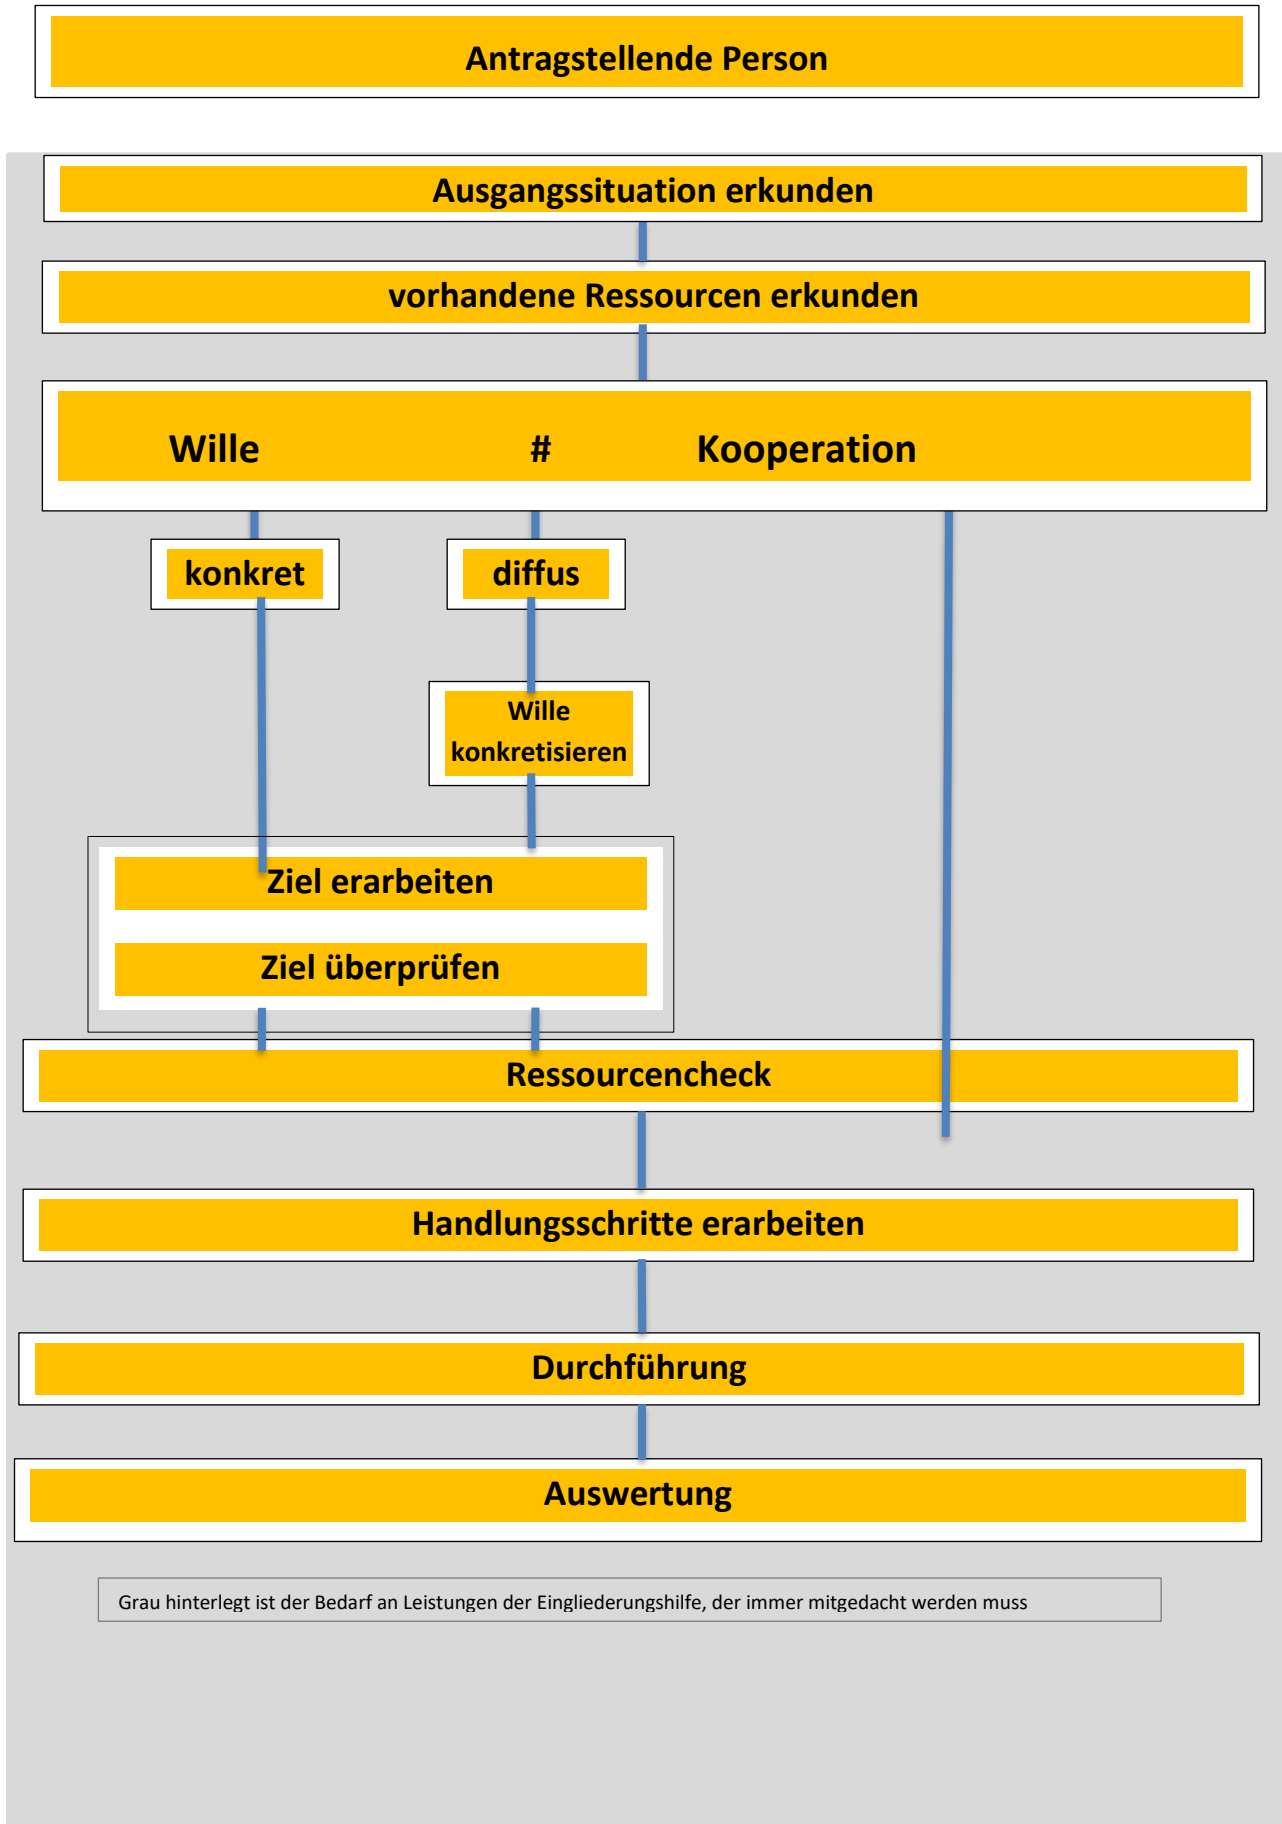 Antragstellende Person
Ausgangssituation erkunden
vorhandene Ressourcen erkunden
Wille # Kooperation
konkret diffus
Wille
konkretisieren
Ziel erarbeiten
Ziel überprüfen
Ressourcencheck
Handlungsschritte erarbeiten
Durchführung
Auswertung
Grau hinterlegt ist der Bedarf an Leistungen der Eingliederungshilfe, der immer mitgedacht werden muss